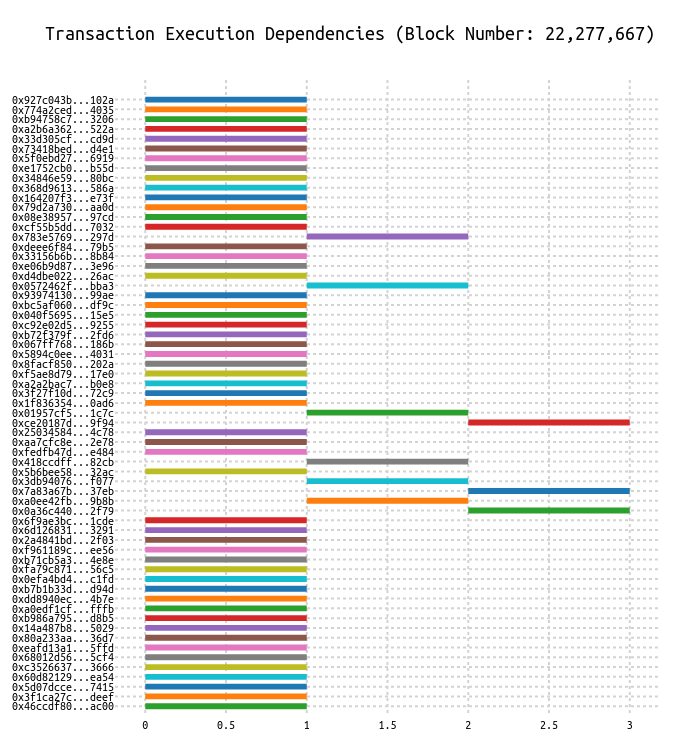 Transaction Execution Dependencies (Block Number: 22,277,667)
0x927c043b...102a
0x774a2ced...4035
0xb94758c7...3206
0xa2b6a362...522a
0x33d305cf...cd9d
0x73418bed...d4e1
0x5f0ebd27...6919
0xe1752cb0...b55d
0x34846e59...80bc
0x368d9613...586a
0x164207f3...e73f
0x79d2a730...aa0d
0x08e38957...97cd
0xcf55b5dd...7032
0x783e5769...297d
0xdeee6f84...79b5
0x33156b6b...8b84
0xe06b9d87...3e96
0xd4dbe022...26ac
0x0572462f...bba3
0x93974130...99ae
0xbc5af060...df9c
0x040f5695...15e5
0xc92e02d5...9255
0xb72f379f...2fd6
0x067ff768...186b
0x5894c0ee...4031
0x8facf850...202a
0xf5ae8d79...17e0
0xa2a2bac7...b0e8
0x3f27f10d...72c9
0x1f836354...0ad6
0x01957cf5...1c7c
0xce20187d...9f94
0x25034584...4c78
0xaa7cfc8e...2e78
0xfedfb47d...e484
0x418ccdff...82cb
0x5b6bee58...32ac
0x3db94076...f077
0x7a83a67b...37eb
0xa0ee42fb...9b8b
0x0a36c440...2f79
0x6f9ae3bc...1cde
0x6d126831...3291
0x2a4841bd...2f03
0xf961189c...ee56
0xb71cb5a3...4e8e
0xfa79c871...56c5
0x0efa4bd4...c1fd
0xb7b1b33d...d94d
0xdd8940ec...4b7e
0xa0edf1cf...fffb
0xb986a795...d8b5
0x14a487b8...5029
0x80a233aa...36d7
0xeafd13a1...5ffd
0x68012d56...5cf4
0xc3526637...3666
0x60d82129...ea54
0x5d07dcce...7415
0x3f1ca27c...deef
0x46ccdf80...ac00
0 0.5 1 1.5 2 2.5 3